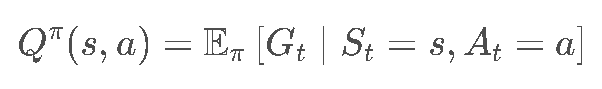 Q^π(s, a) = 𝔼_π [G_t | S_t = s, A_t = a]